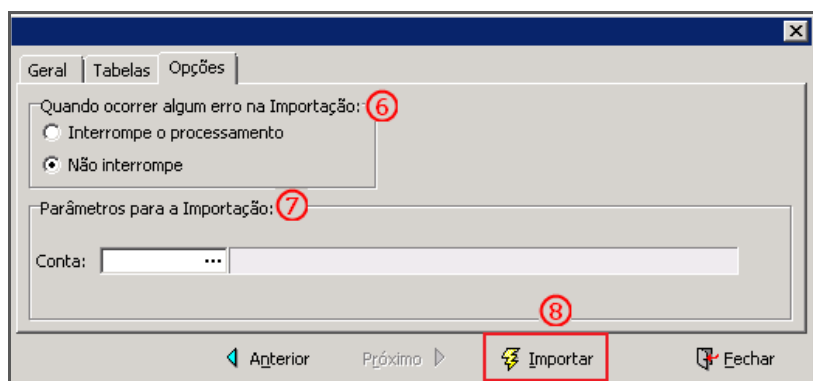 Geral Tabelas Opções
Quando ocorrer algum erro na Importação: 6
Interrompe o processamento
Não interrompe
Parâmetros para a Importação: 7
Conta: ...
8
Anterior Próximo Importar Fechar